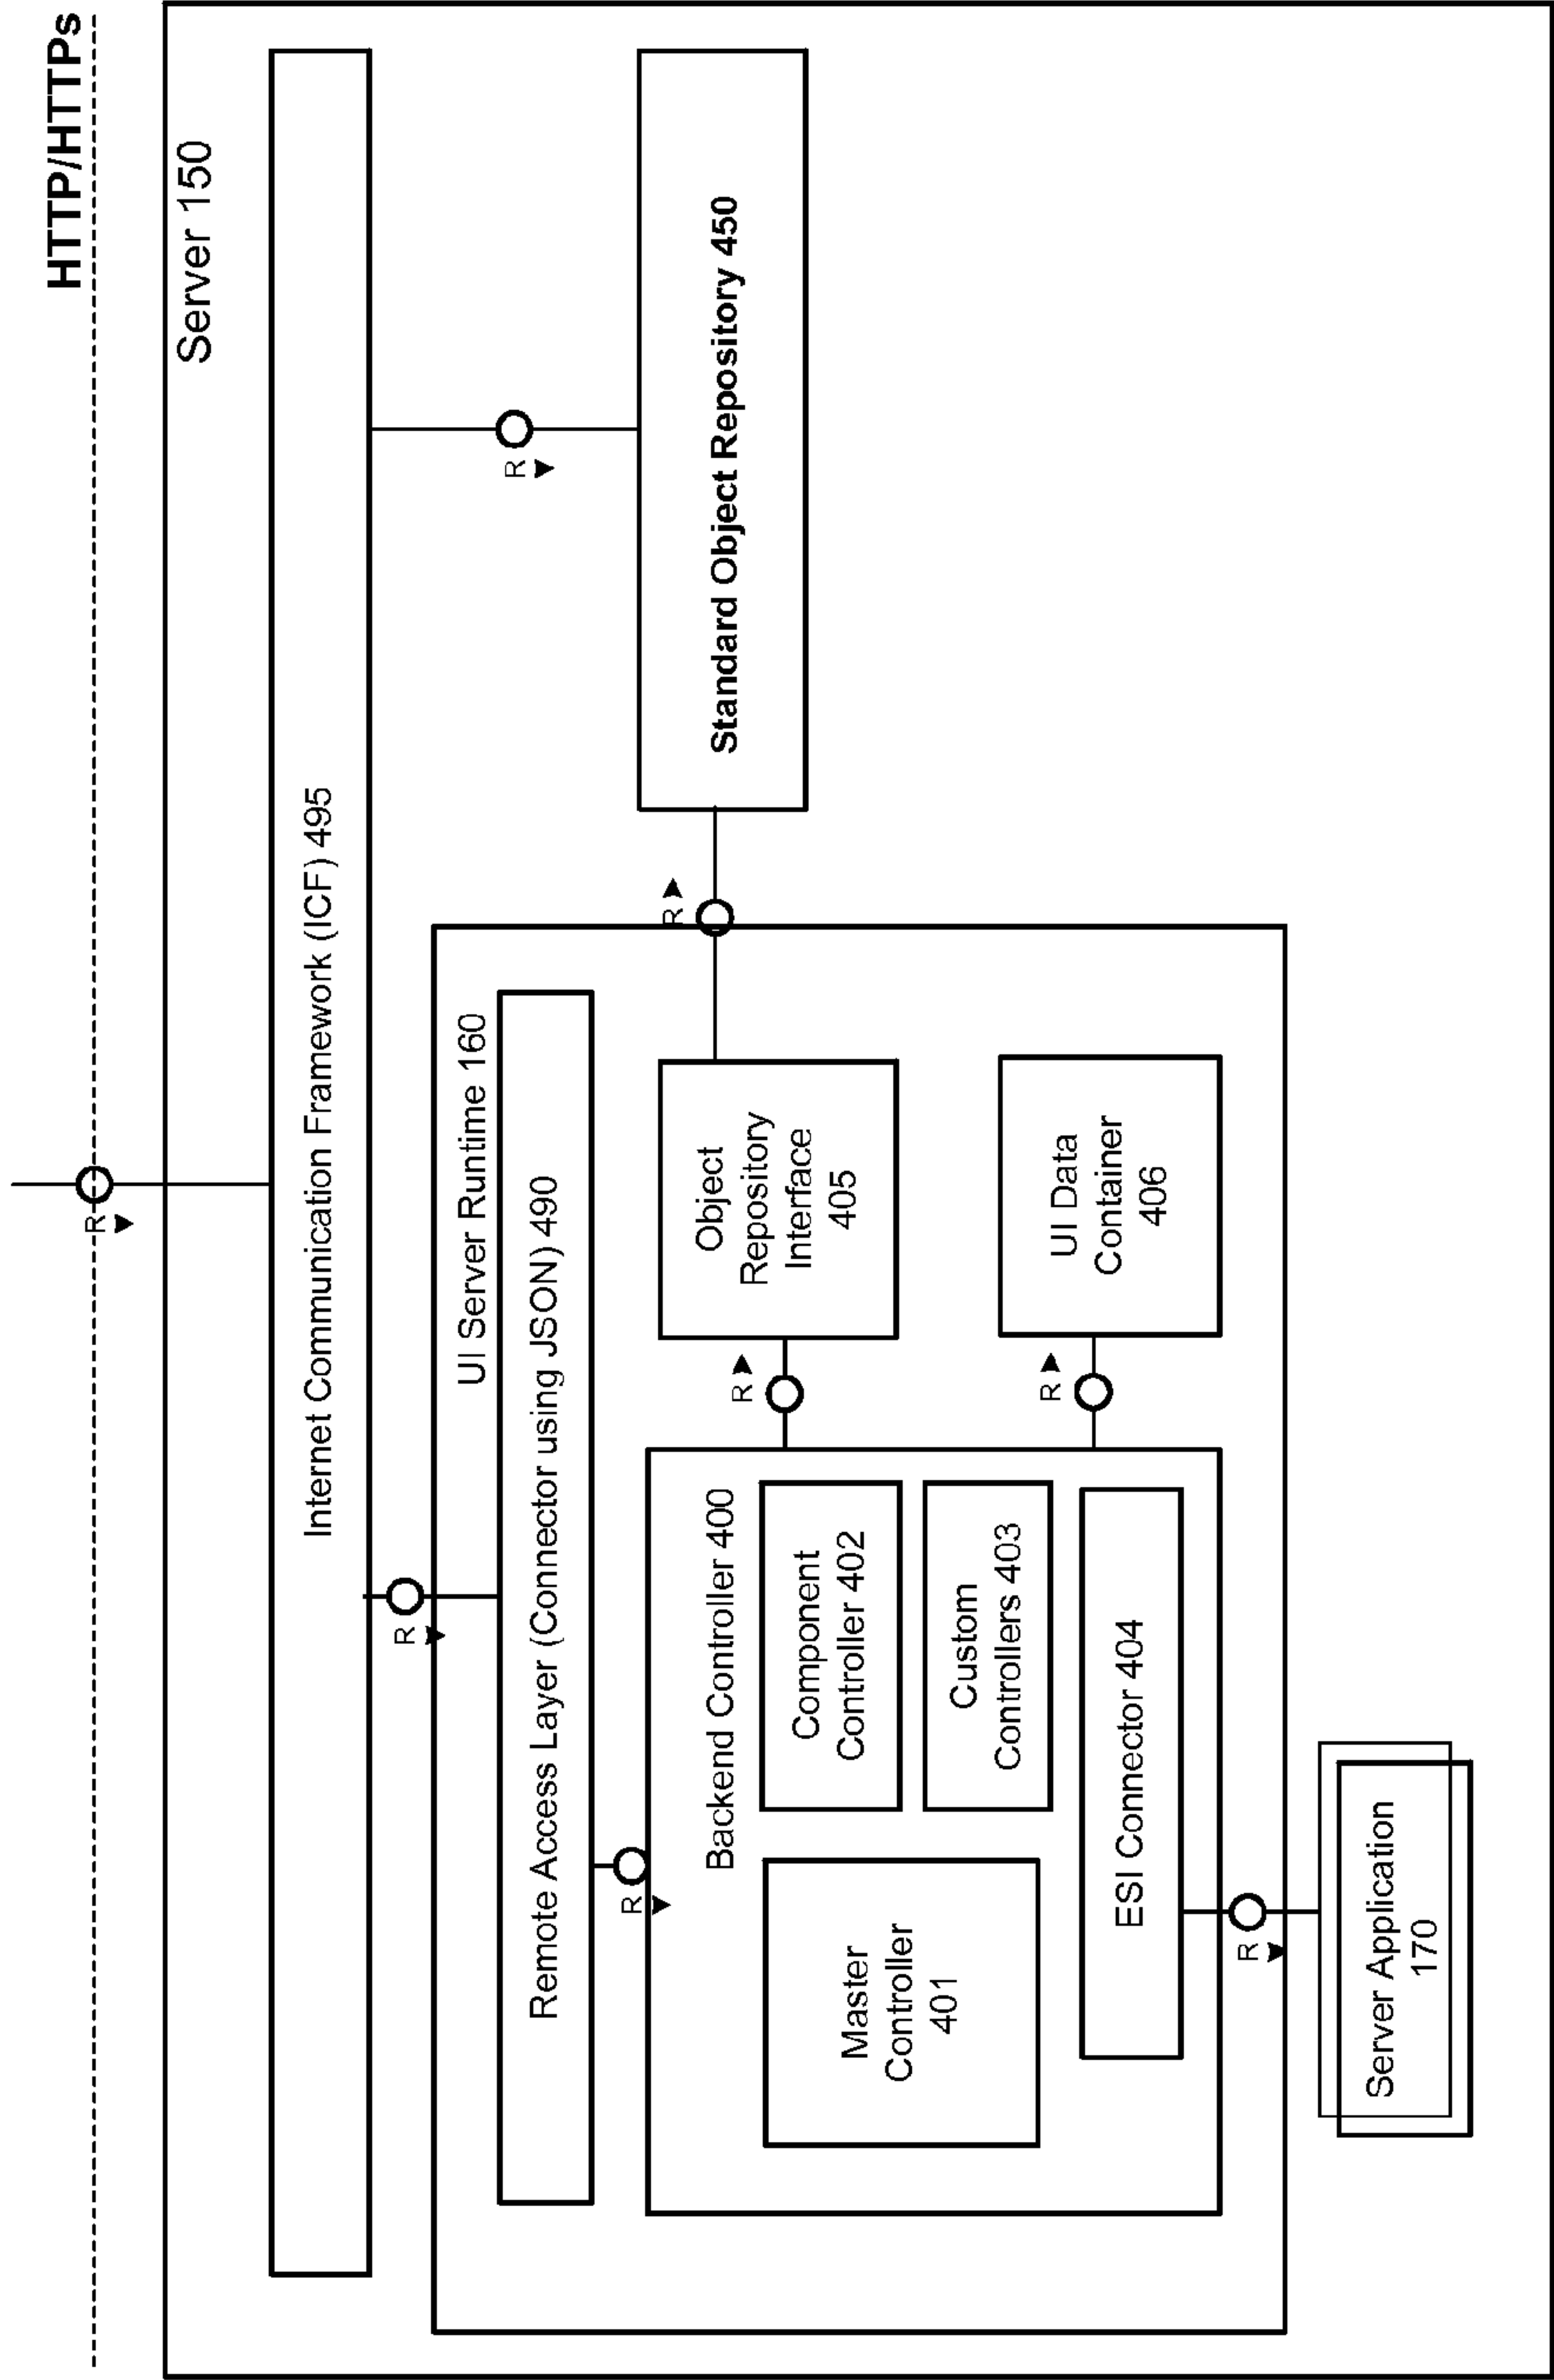 HTTP/HTTPs
R
Server 150
Internet Communication Framework (ICF) 495
R
R
UI Server Runtime 160
Remote Access Layer (Connector using JSON) 490
R
R
Standard Object Repository 450
Backend Controller 400
R
Object
Repository
Interface
405
Master
Controller
401
Component
Controller 402
Custom
Controllers 403
R
UI Data
Container
406
ESI Connector 404
R
Server Application
170